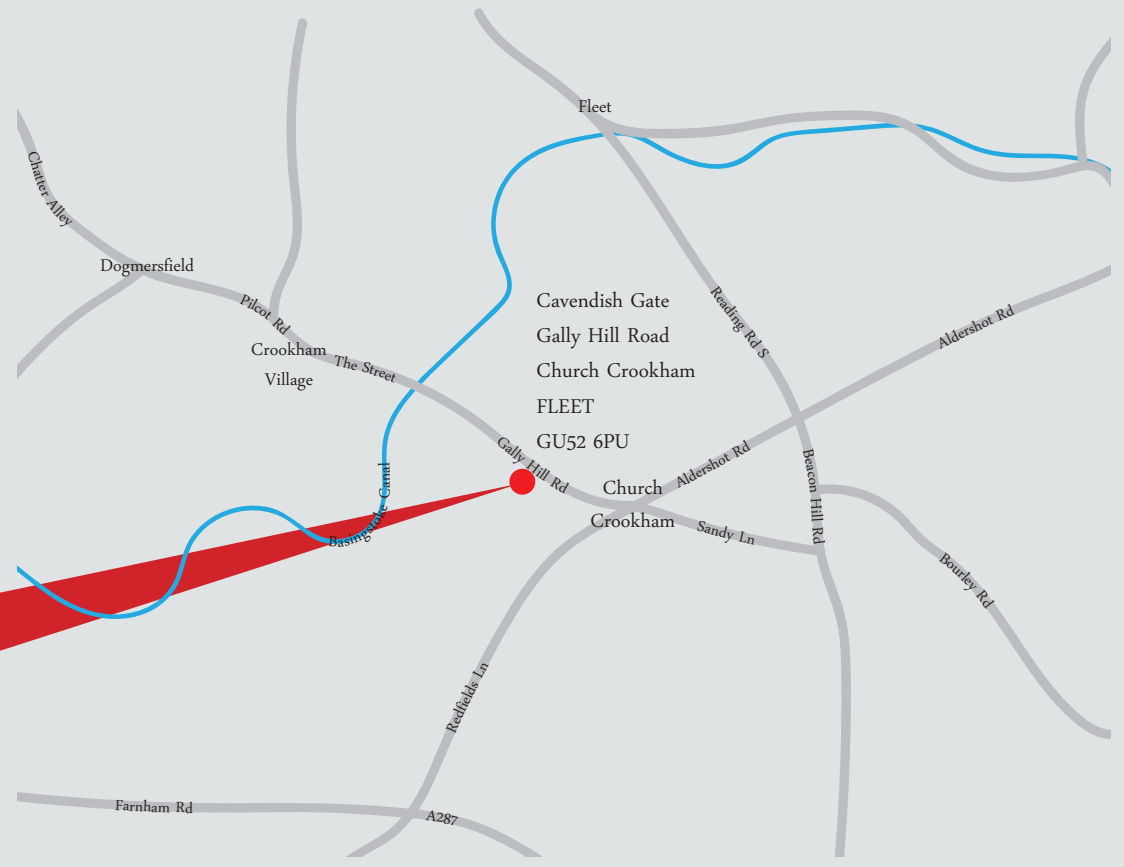 Fleet
Chatter Alley
Dogmersfield
Pilcot Rd
Crookham
Village
The Street
Cavendish Gate
Gally Hill Road
Church Crookham
FLEET
GU52 6PU
Reading Rd S
Aldershot Rd
Gally Hill Rd
Aldershot Rd
Church
Crookham
Sandy Ln
Beacon Hill Rd
Basingstoke Canal
Bourley Rd
Redfields Ln
Farnham Rd
A287